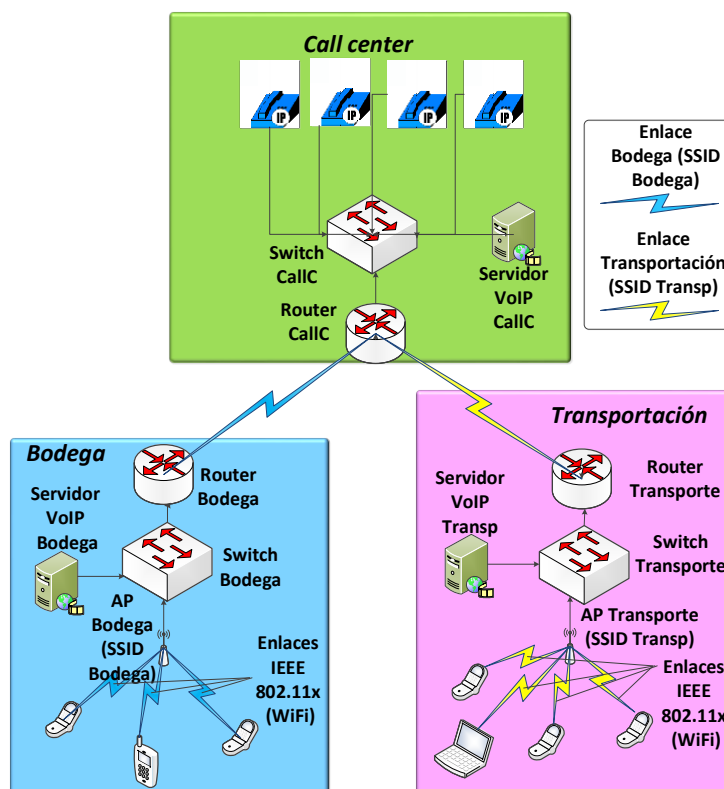 Call center
IP
IP
IP
IP
Switch
CallC
Servidor
VoIP
CallC
Router
CallC
Enlace
Bodega (SSID
Bodega)
Enlace
Transportación
(SSID Transp)
Bodega
Router
Bodega
Servidor
VoIP
Bodega
Switch
Bodega
AP
Bodega
(SSID
Bodega)
Enlaces
IEEE
802.11x
(WiFi)
Transportación
Router
Transporte
Servidor
VoIP
Transp
Switch
Transporte
AP Transporte
(SSID Transp)
Enlaces
IEEE
802.11x
(WiFi)